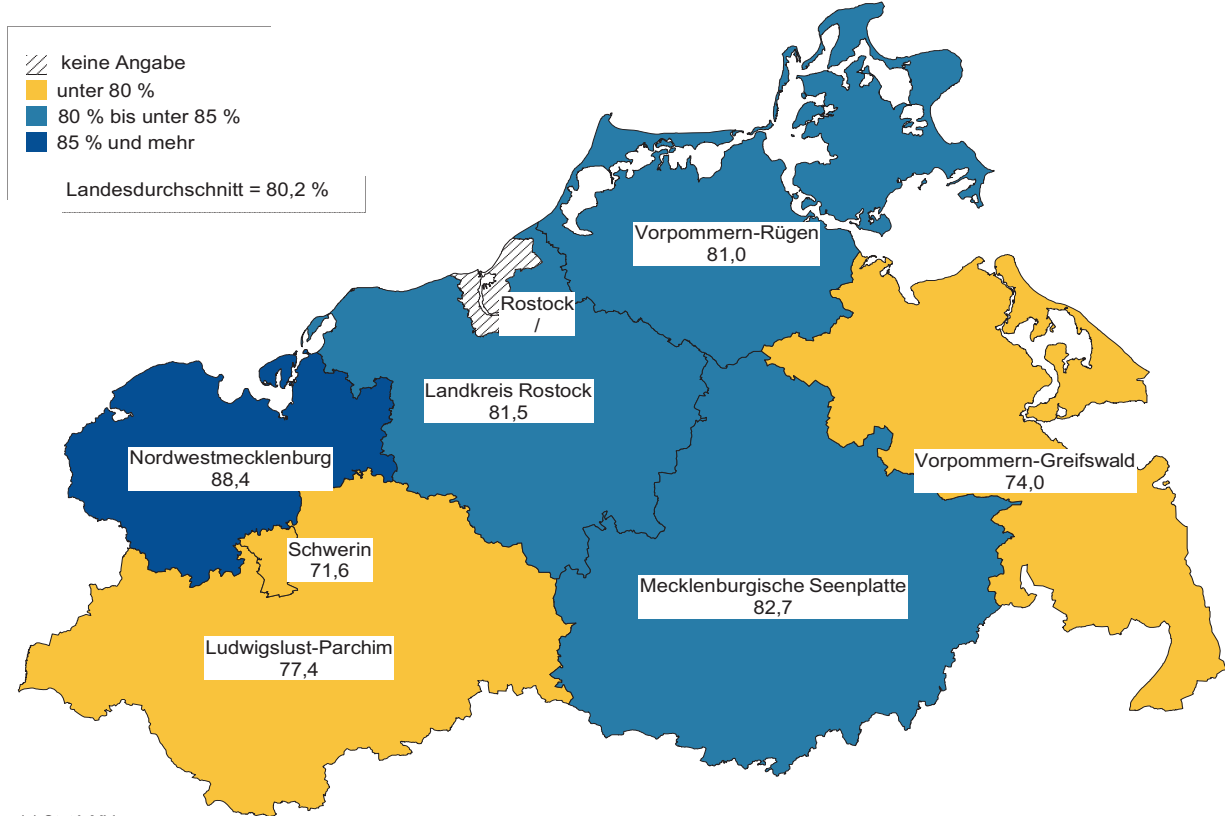 keine Angabe
unter 80 %
80 % bis unter 85 %
85 % und mehr
Landesdurchschnitt = 80,2 %
Vorpommern-Rügen
81,0
Rostock
/
Landkreis Rostock
81,5
Nordwestmecklenburg
88,4
Vorpommern-Greifswald
74,0
Schwerin
71,6
Mecklenburgische Seenplatte
82,7
Ludwigslust-Parchim
77,4